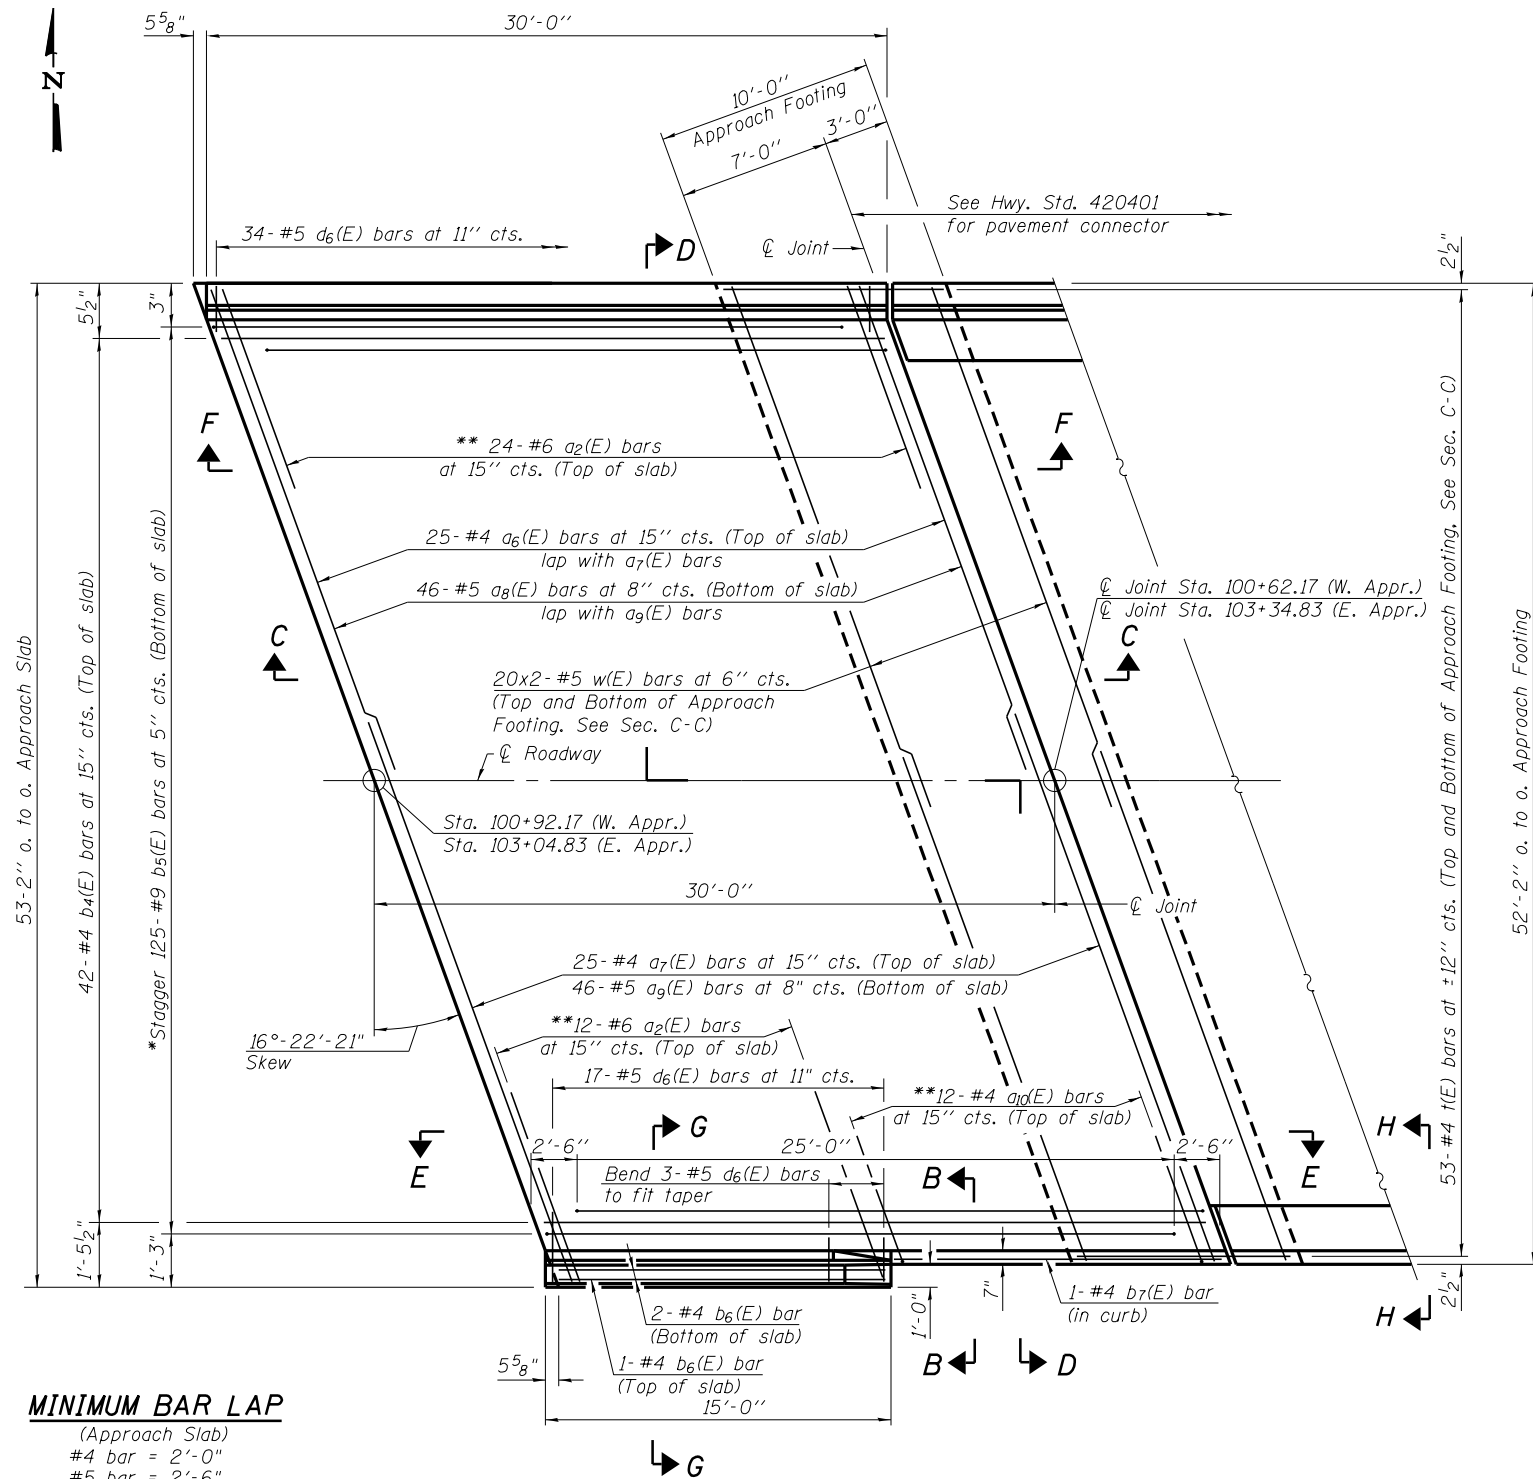 5⅝"
30'-0''
N
10'-0''
Approach Footing
3'-0''
7'-0''
See Hwy. Std. 420401
for pavement connector
34-#5 d6(E) bars at 11'' cts.
D
℄ Joint
2½"
5½"
3"
F
F
** 24-#6 a2(E) bars
at 15'' cts. (Top of slab)
25-#4 a6(E) bars at 15'' cts. (Top of slab)
lap with a7(E) bars
46-#5 a8(E) bars at 8'' cts. (Bottom of slab)
lap with a9(E) bars
℄ Joint Sta. 100+62.17 (W. Appr.)
℄ Joint Sta. 103+34.83 (E. Appr.)
C
C
20x2-#5 w(E) bars at 6'' cts.
(Top and Bottom of Approach
Footing. See Sec. C-C)
℄ Roadway
53-2'' o. to o. Approach Slab
42-#4 b4(E) bars at 15'' cts. (Top of slab)
*Stagger 125-#9 b5(E) bars at 5'' cts. (Bottom of slab)
53-#4 t(E) bars at ±12'' cts. (Top and Bottom of Approach Footing. See Sec. C-C)
52'-2'' o. to o. Approach Footing
Sta. 100+92.17 (W. Appr.)
Sta. 103+04.83 (E. Appr.)
30'-0''
℄ Joint
25-#4 a7(E) bars at 15'' cts. (Top of slab)
46-#5 a9(E) bars at 8" cts. (Bottom of slab)
16°-22'-21"
Skew
**12-#6 a2(E) bars
at 15'' cts. (Top of slab)
17-#5 d6(E) bars at 11" cts.
**12-#4 a10(E) bars
at 15'' cts. (Top of slab)
G
H
E
E
2'-6''
25'-0''
2'-6''
Bend 3-#5 d6(E) bars
to fit taper
B
1'-5½"
1'-3"
1'-0"
7"
2½"
1-#4 b7(E) bar
(in curb)
H
2-#4 b6(E) bar
(Bottom of slab)
1-#4 b6(E) bar
(Top of slab)
B
D
5⅝"
15'-0''
G
MINIMUM BAR LAP
(Approach Slab)
#4 bar = 2'-0"
#5 bar = 2'-6"